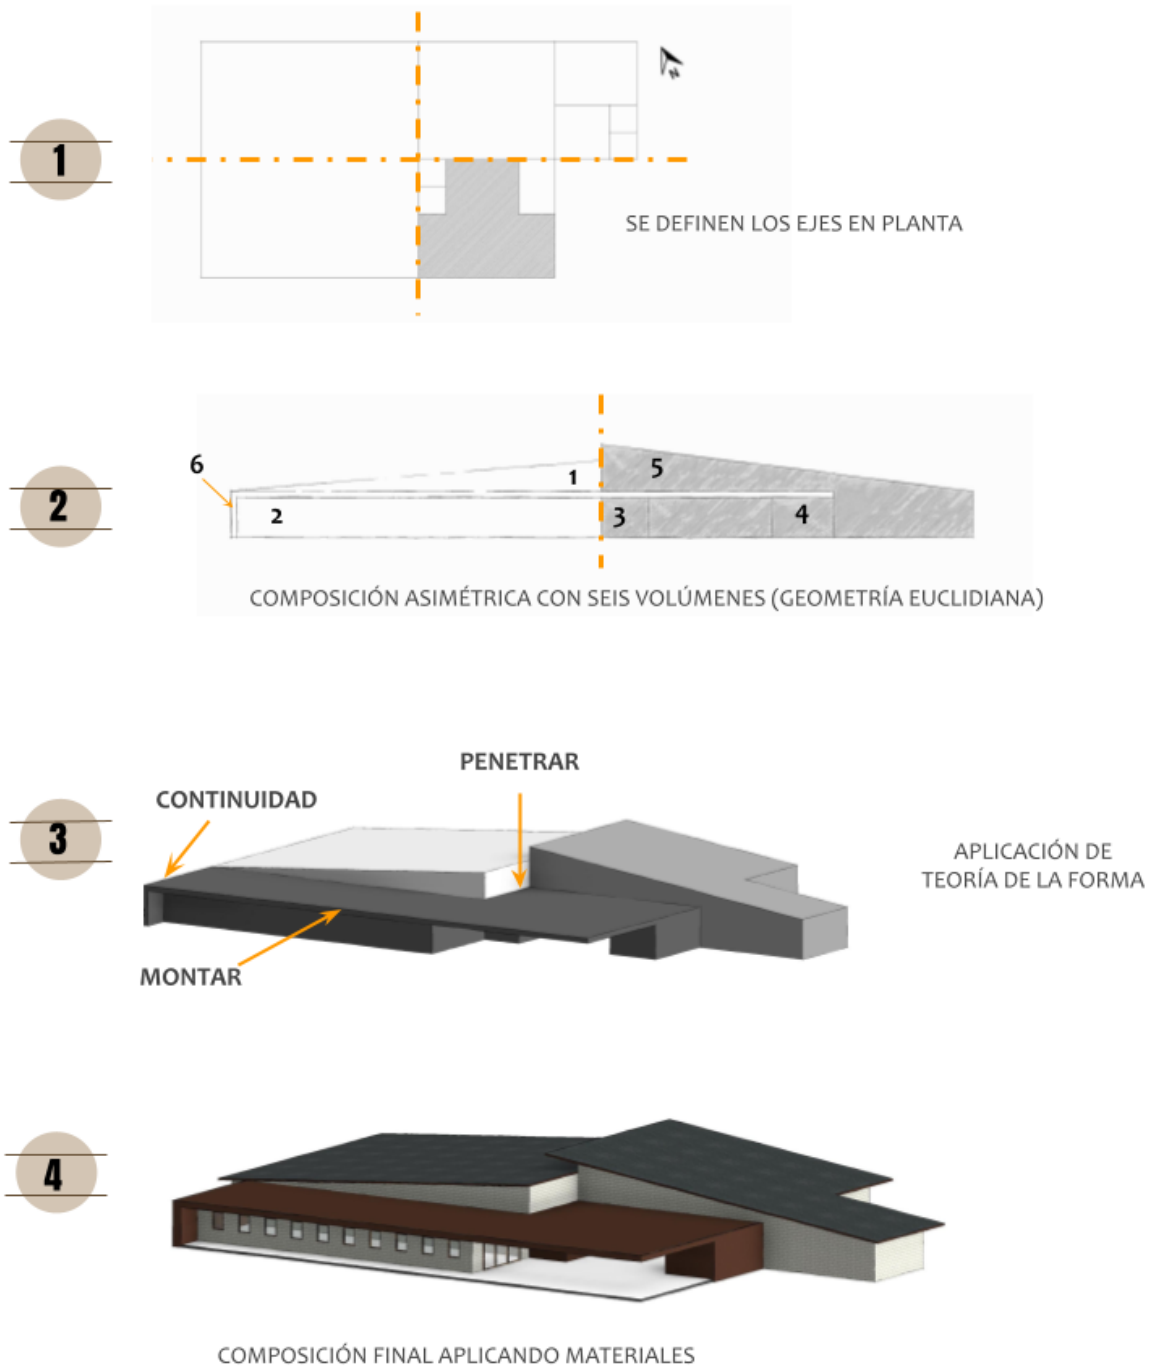 N
1
SE DEFINEN LOS EJES EN PLANTA
6
1
5
2
2
3
4
COMPOSICIÓN ASIMÉTRICA CON SEIS VOLÚMENES (GEOMETRÍA EUCLIDIANA)
PENETRAR
CONTINUIDAD
3
APLICACIÓN DE
TEORÍA DE LA FORMA
MONTAR
4
COMPOSICIÓN FINAL APLICANDO MATERIALES